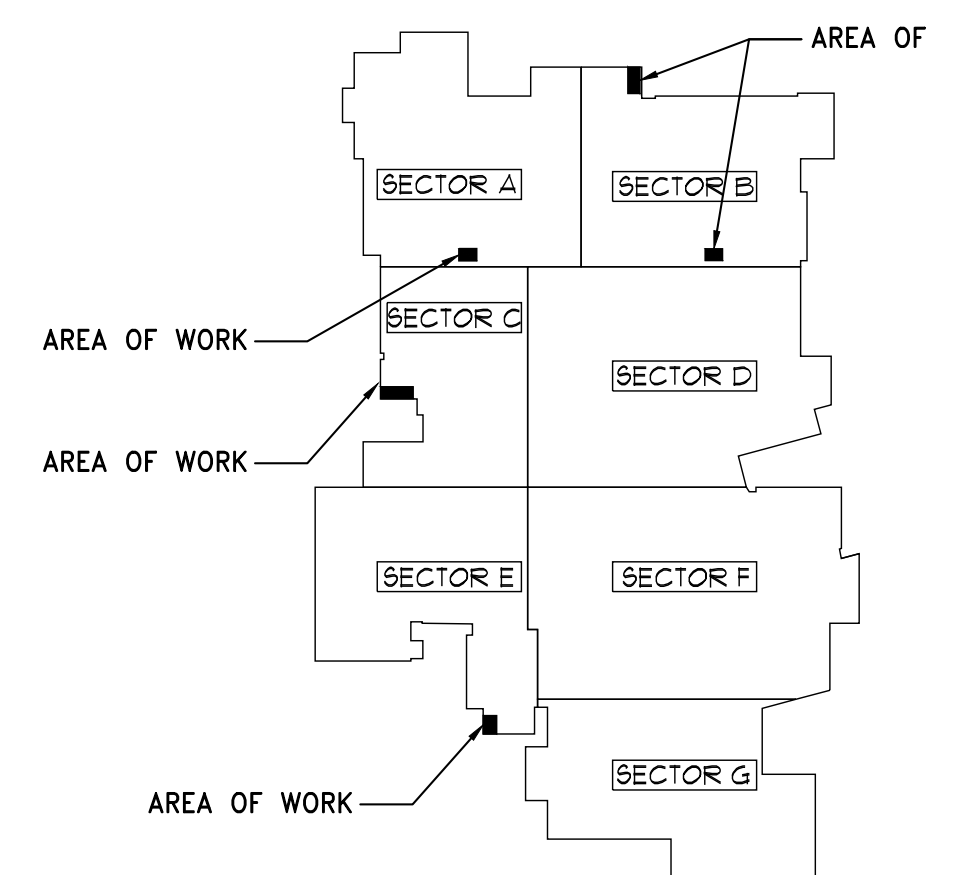 AREA OF
SECTOR A
SECTOR B
SECTOR C
AREA OF WORK
SECTOR D
AREA OF WORK
SECTOR E
SECTOR F
SECTOR G
AREA OF WORK